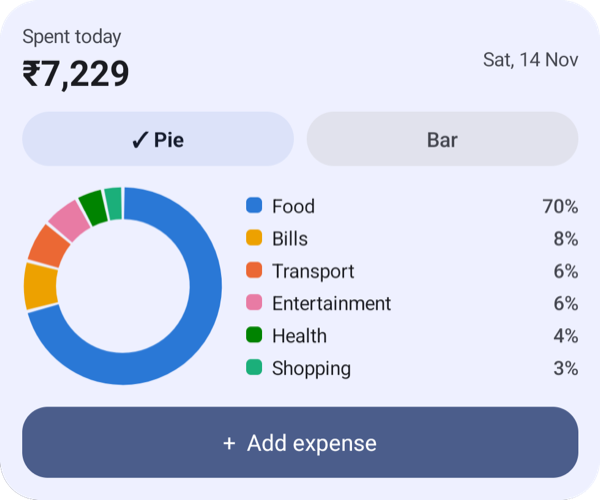 Spent today
₹7,229
Sat, 14 Nov
✓ Pie
Bar
Food 70%
Bills 8%
Transport 6%
Entertainment 6%
Health 4%
Shopping 3%
+ Add expense